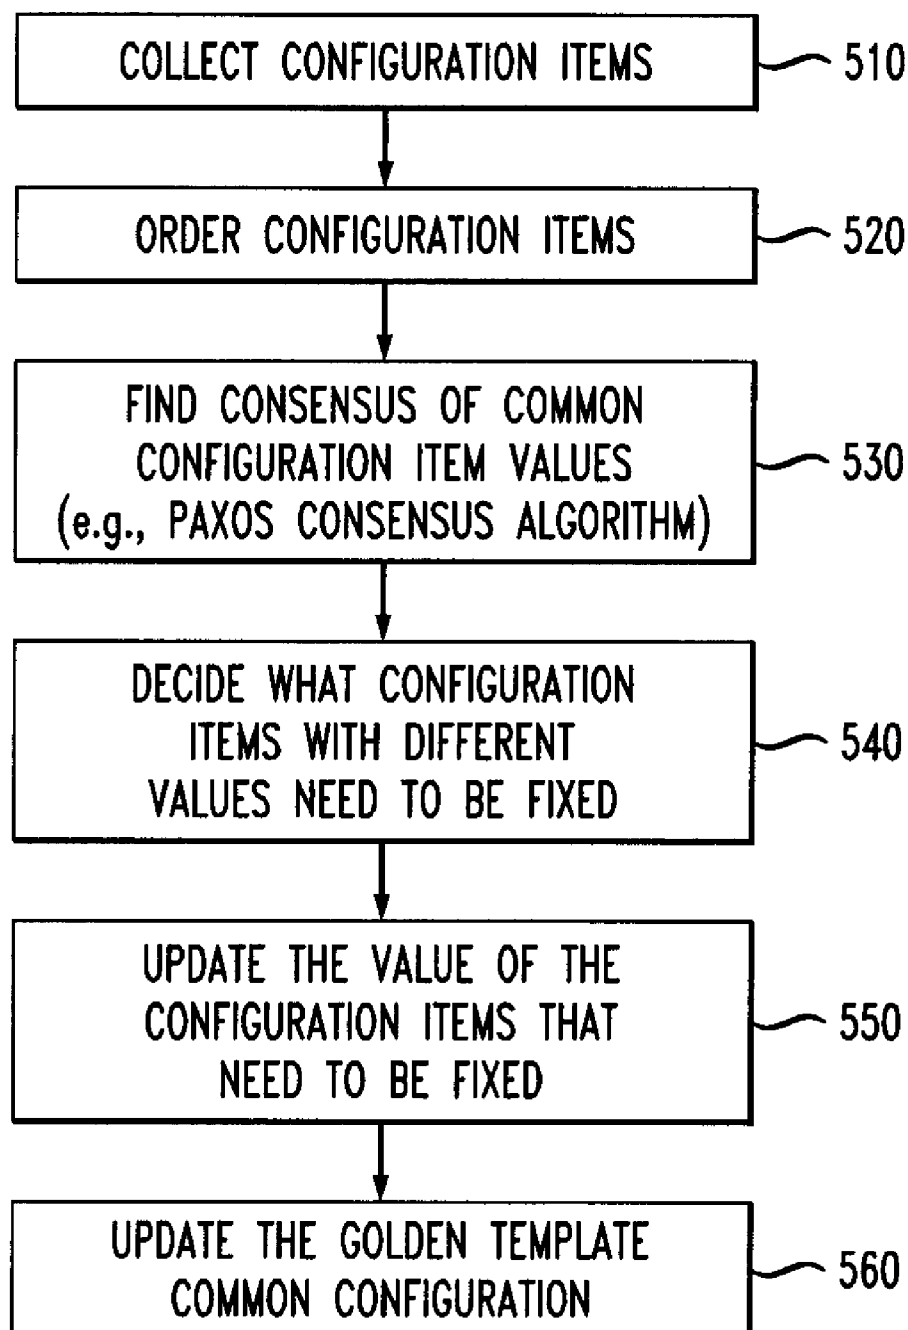 COLLECT CONFIGURATION ITEMS
510
ORDER CONFIGURATION ITEMS
520
FIND CONSENSUS OF COMMON
CONFIGURATION ITEM VALUES
(e.g., PAXOS CONSENSUS ALGORITHM)
530
DECIDE WHAT CONFIGURATION
ITEMS WITH DIFFERENT
VALUES NEED TO BE FIXED
540
UPDATE THE VALUE OF THE
CONFIGURATION ITEMS THAT
NEED TO BE FIXED
550
UPDATE THE GOLDEN TEMPLATE
COMMON CONFIGURATION
560